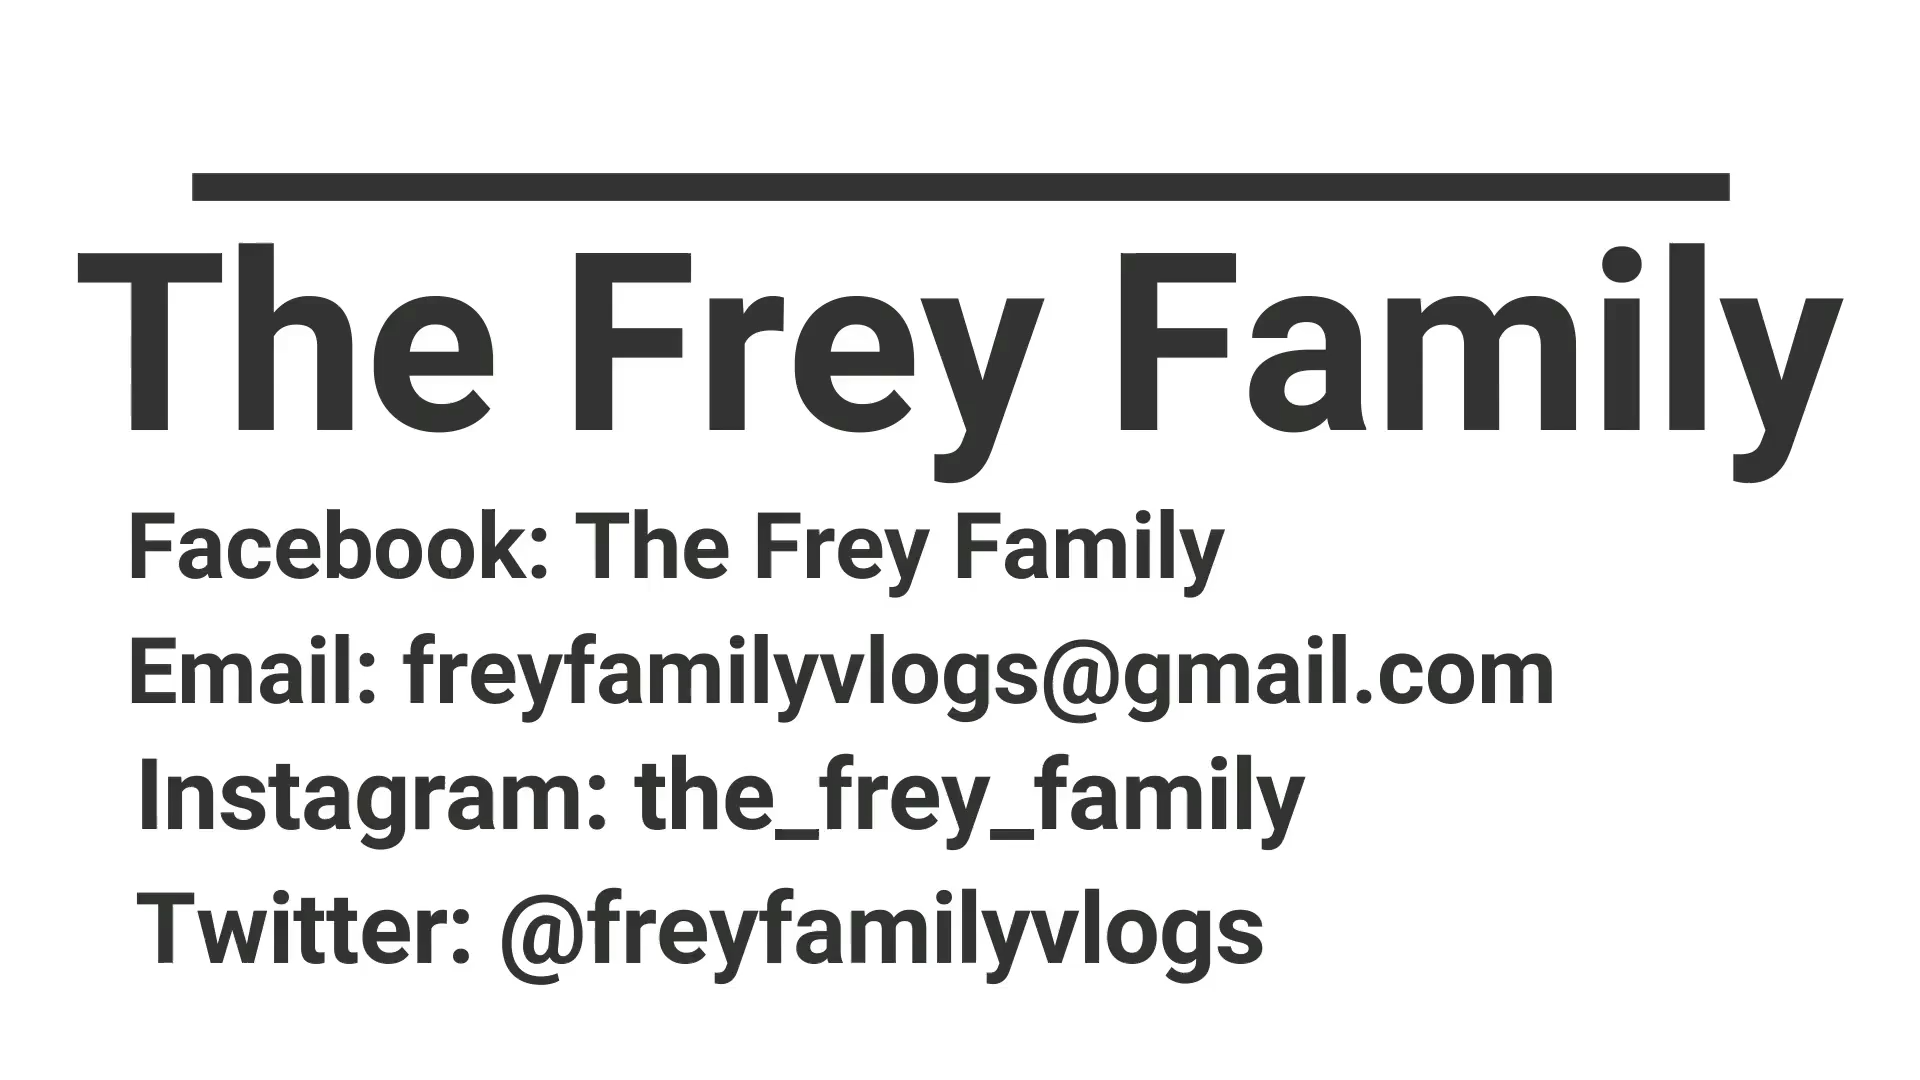 The Frey Family
Facebook: The Frey Family
Email: freyfamilyvlogs@gmail.com
Instagram: the_frey_family
Twitter: @freyfamilyvlogs